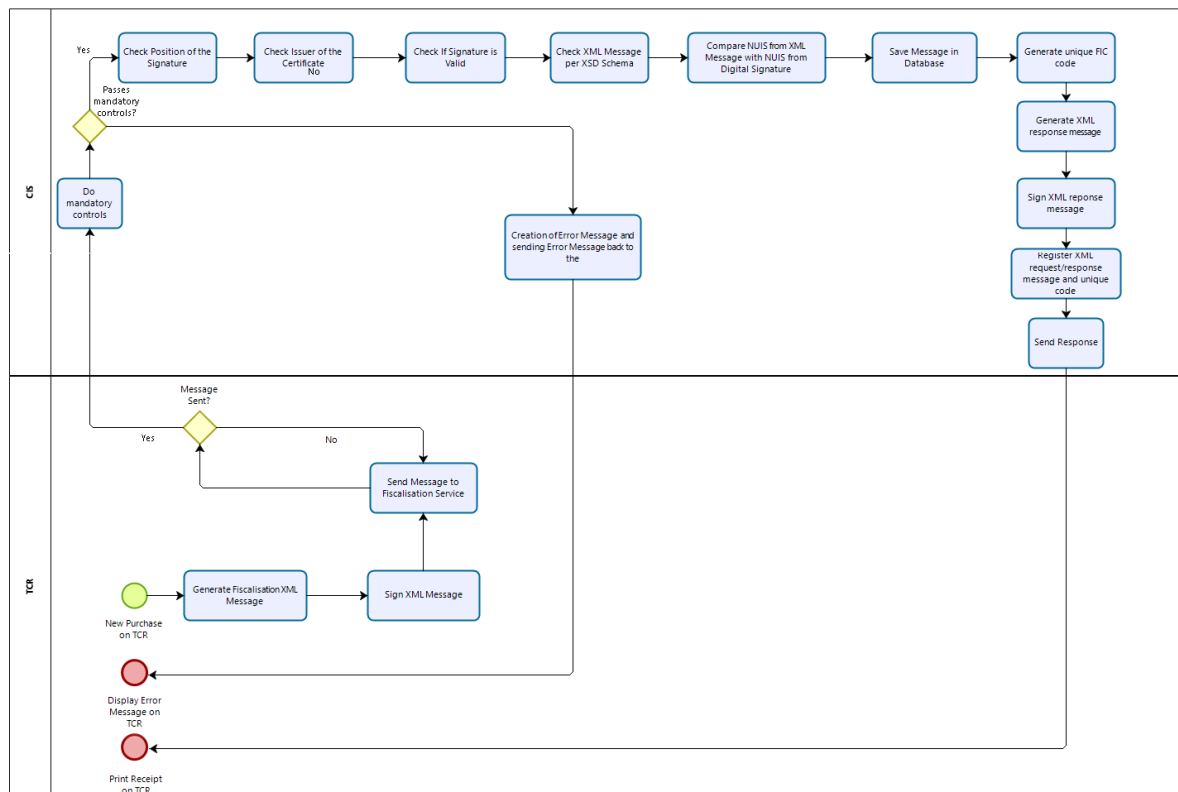 CIS
Yes
Check Position of the
Signature
Check Issuer of the
Certificate
No
Check If Signature is
Valid
Check XML Message
per XSD Schema
Compare NUIS from XML
Message with NUIS from
Digital Signature
Save Message in
Database
Generate unique FIC
code
Passes
mandatory
controls?
Generate XML
response message
Do
mandatory
controls
Sign XML reponse
message
Creation of Error Message and
sending Error Message back to
the
Register XML
request/response
message and unique
code
Send Response
TCR
Message
Sent?
Yes
No
Send Message to
Fiscalisation Service
Generate Fiscalisation XML
Message
Sign XML Message
New Purchase
on TCR
Display Error
Message on
TCR
Print Receipt
on TCR